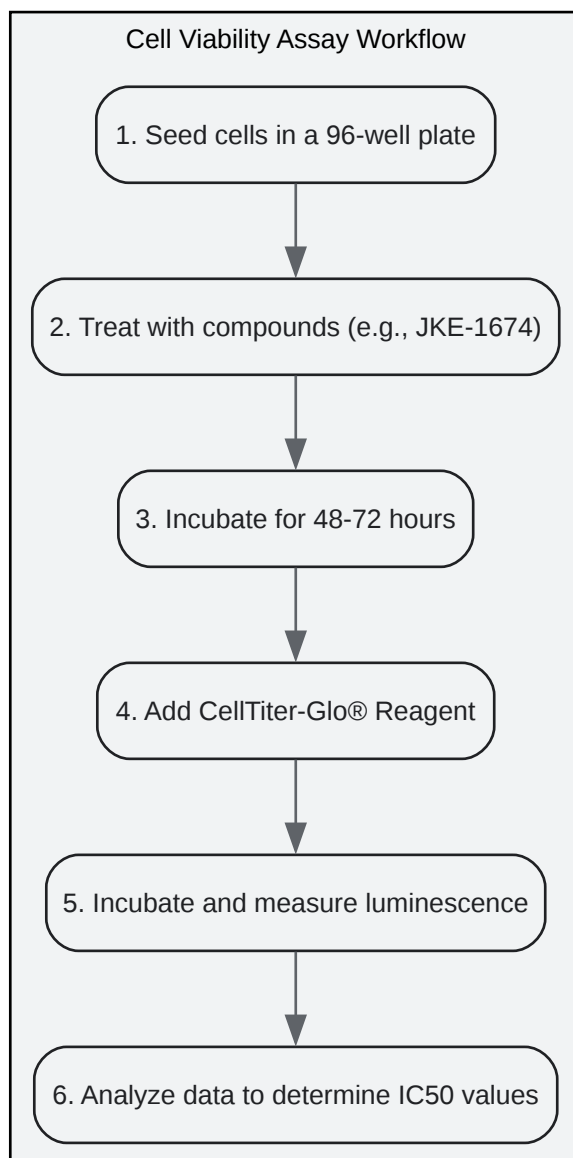 Cell Viability Assay Workflow
1. Seed cells in a 96-well plate
2. Treat with compounds (e.g., JKE-1674)
3. Incubate for 48-72 hours
4. Add CellTiter-Glo® Reagent
5. Incubate and measure luminescence
6. Analyze data to determine IC50 values